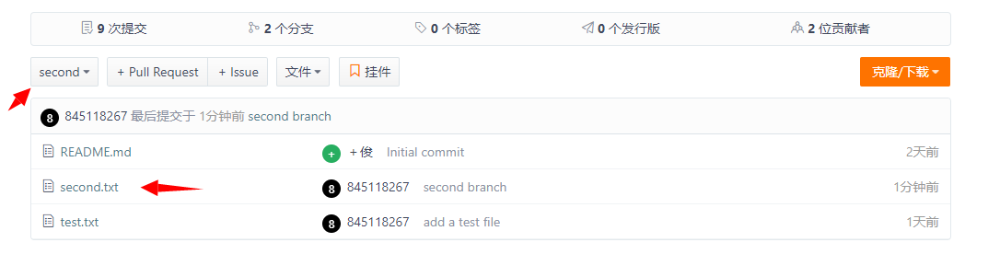 9 次提交 2 个分支 0 个标签 0 个发行版 2 位贡献者
second + Pull Request + Issue 文件 挂件 克隆/下载
8 845118267 最后提交于 1分钟前 second branch
README.md + +俊 Initial commit 2天前
second.txt 8 845118267 second branch 1分钟前
test.txt 8 845118267 add a test file 1天前